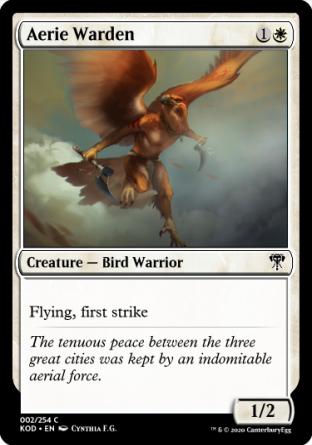 Aerie Warden 1
Creature — Bird Warrior
Flying, first strike
The tenuous peace between the three
great cities was kept by an indomitable
aerial force.
1/2
002/254 C
KOD • EN Cynthia F.G.
™ & © 2020 CanterburyEgg